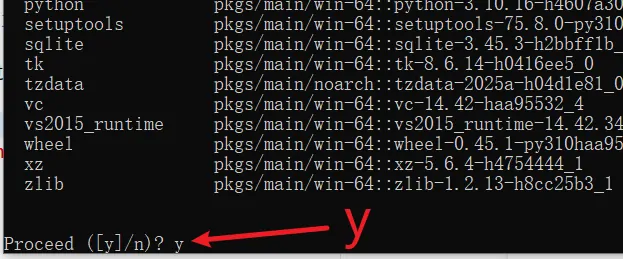 python pkgs/main/win-64::python-3.10.16-h4607a30
setuptools pkgs/main/win-64::setuptools-75.8.0-py310
sqlite pkgs/main/win-64::sqlite-3.45.3-h2bbff1b_
tk pkgs/main/win-64::tk-8.6.14-h0416ee5_0
tzdata pkgs/main/noarch::tzdata-2025a-h04d1e81_0
vc pkgs/main/win-64::vc-14.42-haa95532_4
vs2015_runtime pkgs/main/win-64::vs2015_runtime-14.42.34
wheel pkgs/main/win-64::wheel-0.45.1-py310haa95
xz pkgs/main/win-64::xz-5.6.4-h4754444_1
zlib pkgs/main/win-64::zlib-1.2.13-h8cc25b3_1
Proceed ([y]/n)? y
y